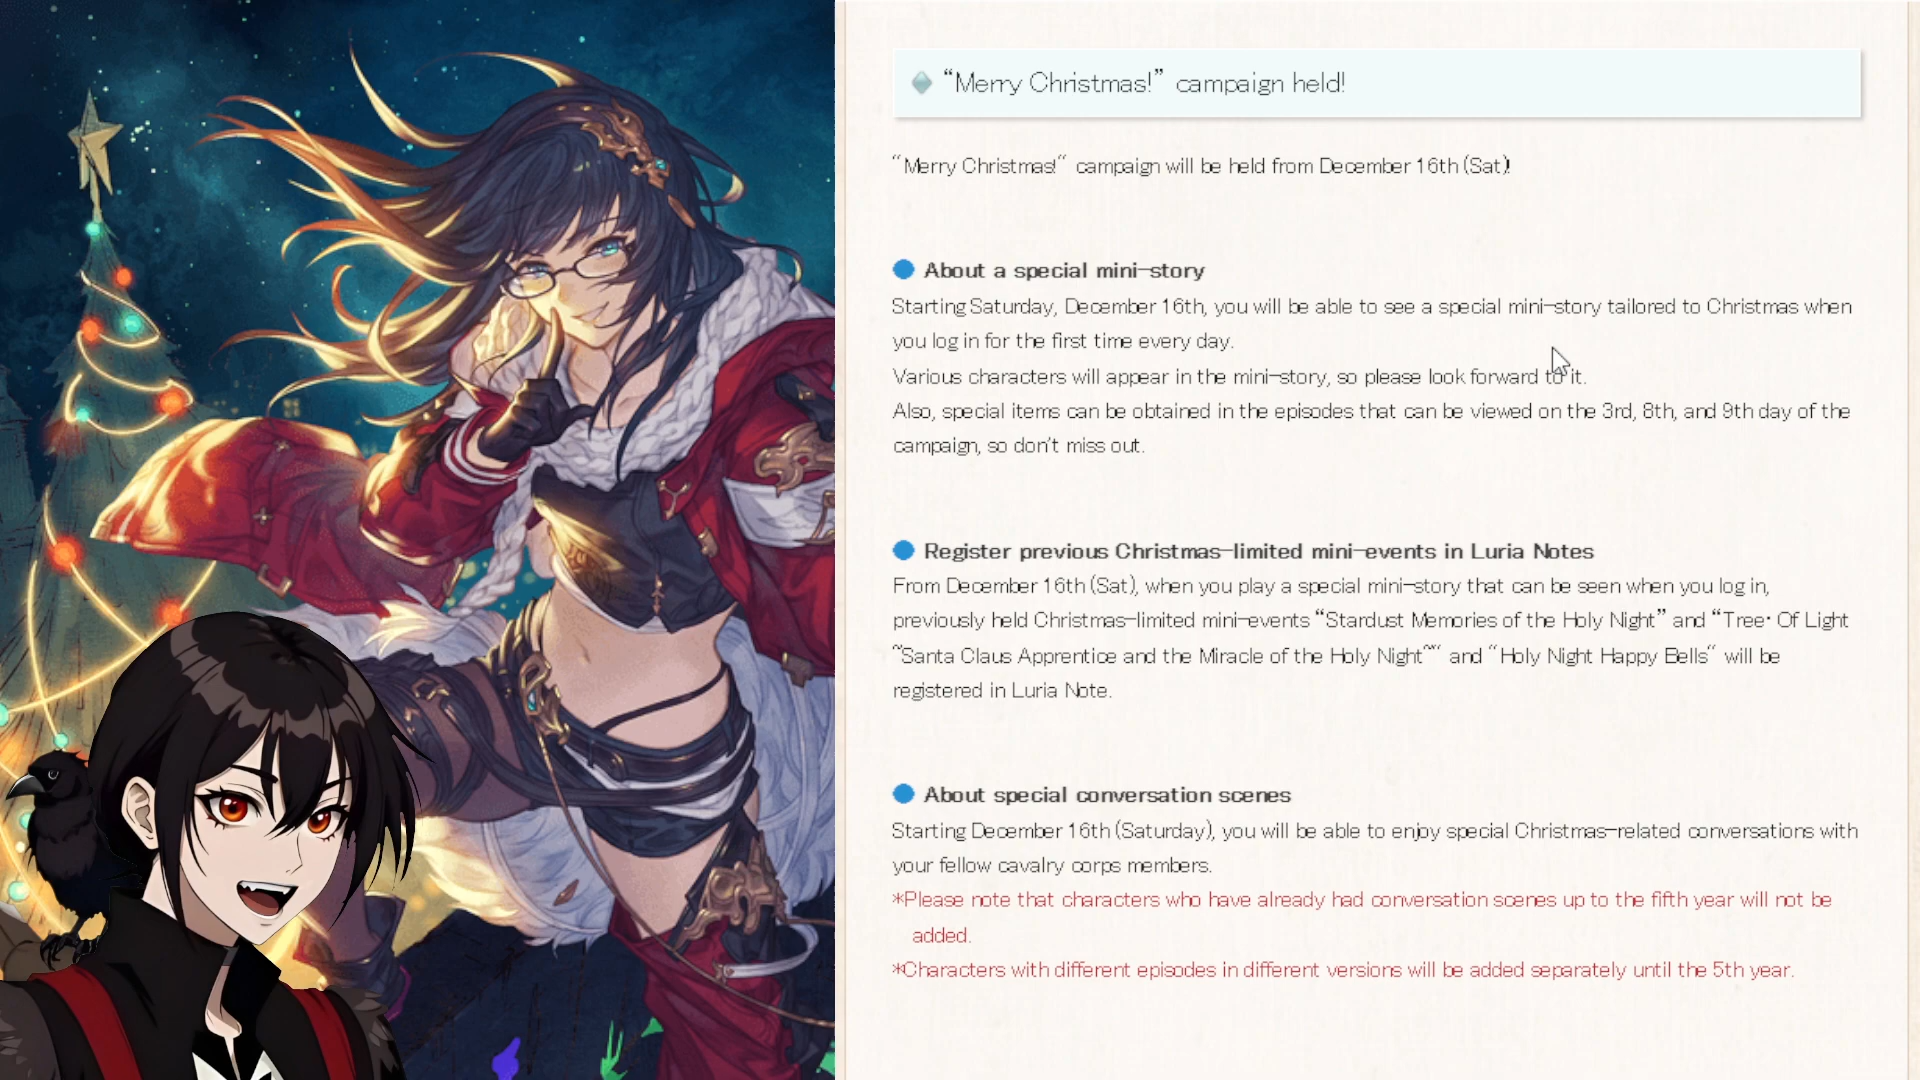 “Merry Christmas!” campaign held!
“Merry Christmas!“ campaign will be held from December 16th (Sat)!
About a special mini-story
Starting Saturday, December 16th, you will be able to see a special mini-story tailored to Christmas when
you log in for the first time every day.
Various characters will appear in the mini-story, so please look forward to it.
Also, special items can be obtained in the episodes that can be viewed on the 3rd, 8th, and 9th day of the
campaign, so don’t miss out.
Register previous Christmas-limited mini-events in Luria Notes
From December 16th (Sat), when you play a special mini-story that can be seen when you log in,
previously held Christmas-limited mini-events “Stardust Memories of the Holy Night” and “Tree・Of Light
~Santa Claus Apprentice and the Miracle of the Holy Night~“ and “Holy Night Happy Bells“ will be
registered in Luria Note.
About special conversation scenes
Starting December 16th (Saturday), you will be able to enjoy special Christmas-related conversations with
your fellow cavalry corps members.
*Please note that characters who have already had conversation scenes up to the fifth year will not be
added.
*Characters with different episodes in different versions will be added separately until the 5th year.